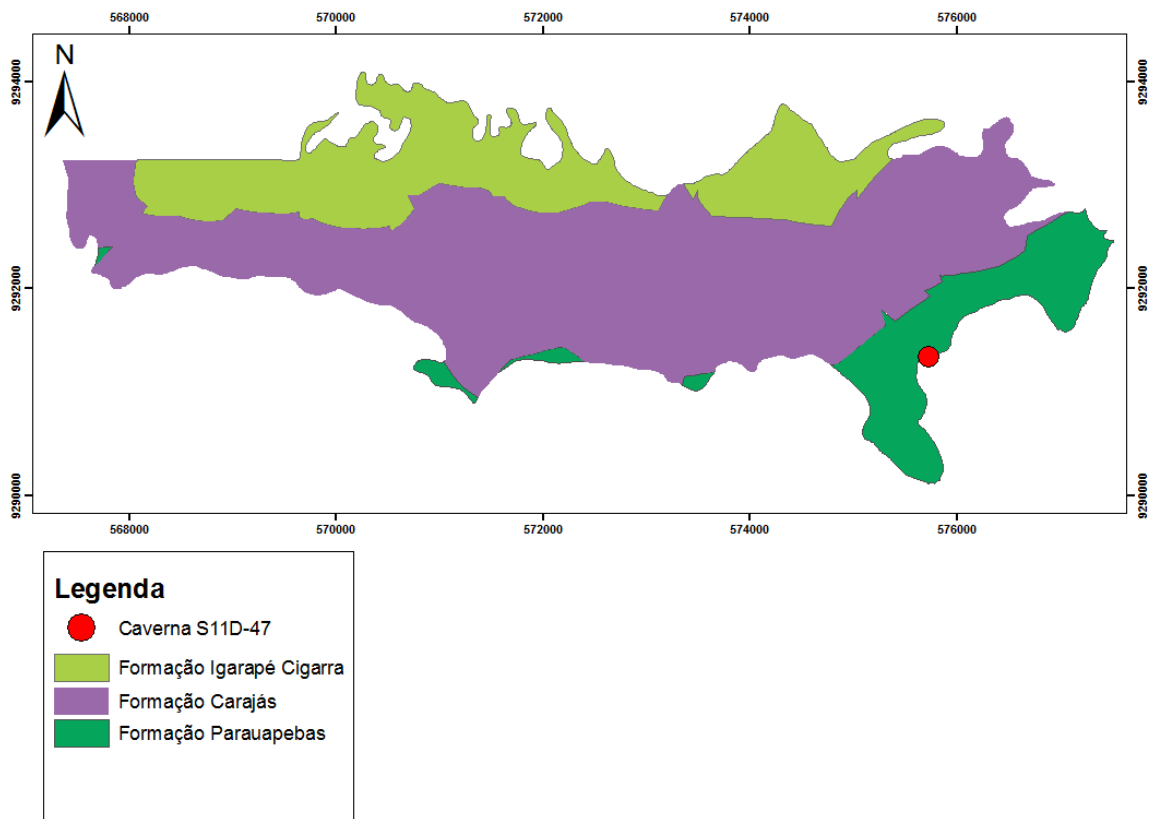 568000 570000 572000 574000 576000
N
9294000 9294000
9292000 9292000
9290000 9290000
568000 570000 572000 574000 576000
Legenda
Caverna S11D-47
Formação Igarapé Cigarra
Formação Carajás
Formação Parauapebas